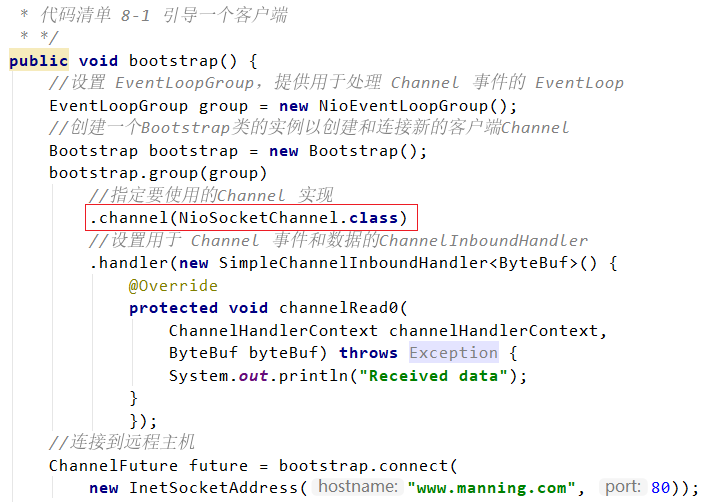 * 代码清单 8-1 引导一个客户端
* */
public void bootstrap() {
//设置 EventLoopGroup，提供用于处理 Channel 事件的 EventLoop
EventLoopGroup group = new NioEventLoopGroup();
//创建一个Bootstrap类的实例以创建和连接新的客户端Channel
Bootstrap bootstrap = new Bootstrap();
bootstrap.group(group)
//指定要使用的Channel 实现
.channel(NioSocketChannel.class)
//设置用于 Channel 事件和数据的ChannelInboundHandler
.handler(new SimpleChannelInboundHandler<ByteBuf>() {
@Override
protected void channelRead0(
ChannelHandlerContext channelHandlerContext,
ByteBuf byteBuf) throws Exception {
System.out.println("Received data");
}
});
//连接到远程主机
ChannelFuture future = bootstrap.connect(
new InetSocketAddress( hostname: "www.manning.com", port: 80));